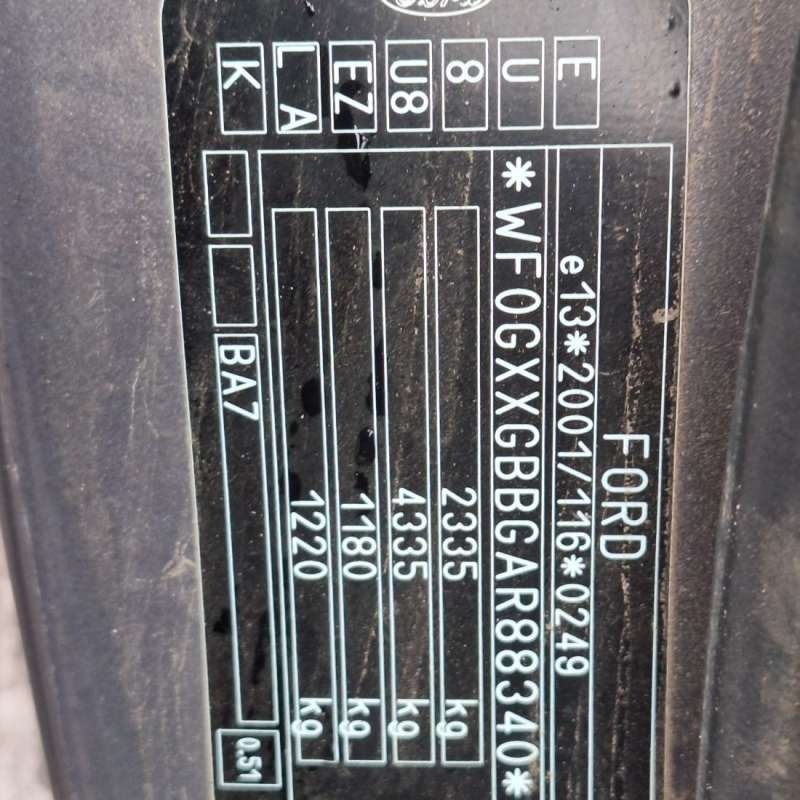 FORD
e13*2001/116*0249
*WF0GXXGBBGAR88340*
2335 kg
4335 kg
1180 kg
1220 kg
E U 8 U8 EZ LA K
BA7
0.51